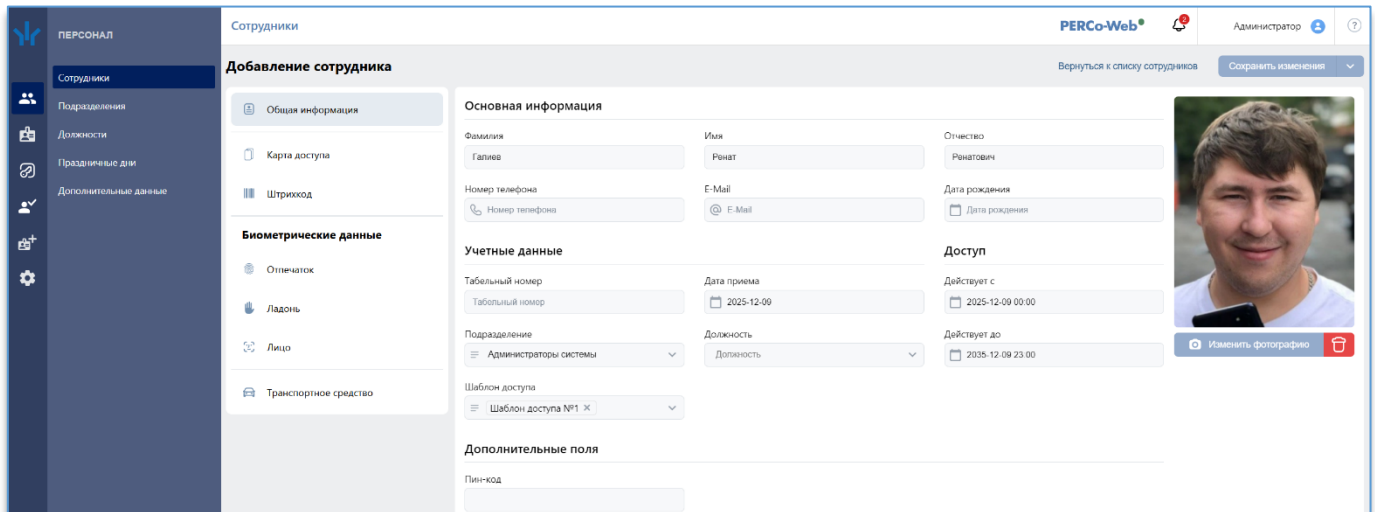 ПЕРСОНАЛ
Сотрудники
Подразделения
Должности
Праздничные дни
Дополнительные данные
Сотрудники
PERCo-Web
2
Администратор
?
Добавление сотрудника
Вернуться к списку сотрудников
Сохранить изменения
Общая информация
Карта доступа
Штрихкод
Биометрические данные
Отпечаток
Ладонь
Лицо
Транспортное средство
Основная информация
Фамилия Имя Отчество
Галиев Ренат Ренатович
Номер телефона E-Mail Дата рождения
Номер телефона @ E-Mail Дата рождения
Учетные данные Доступ
Табельный номер Дата приема Действует с
Табельный номер 2025-12-09 2025-12-09 00:00
Подразделение Должность Действует до
Администраторы системы Должность 2035-12-09 23:00
Шаблон доступа
Шаблон доступа №1 ×
Дополнительные поля
Пин-код
Изменить фотографию